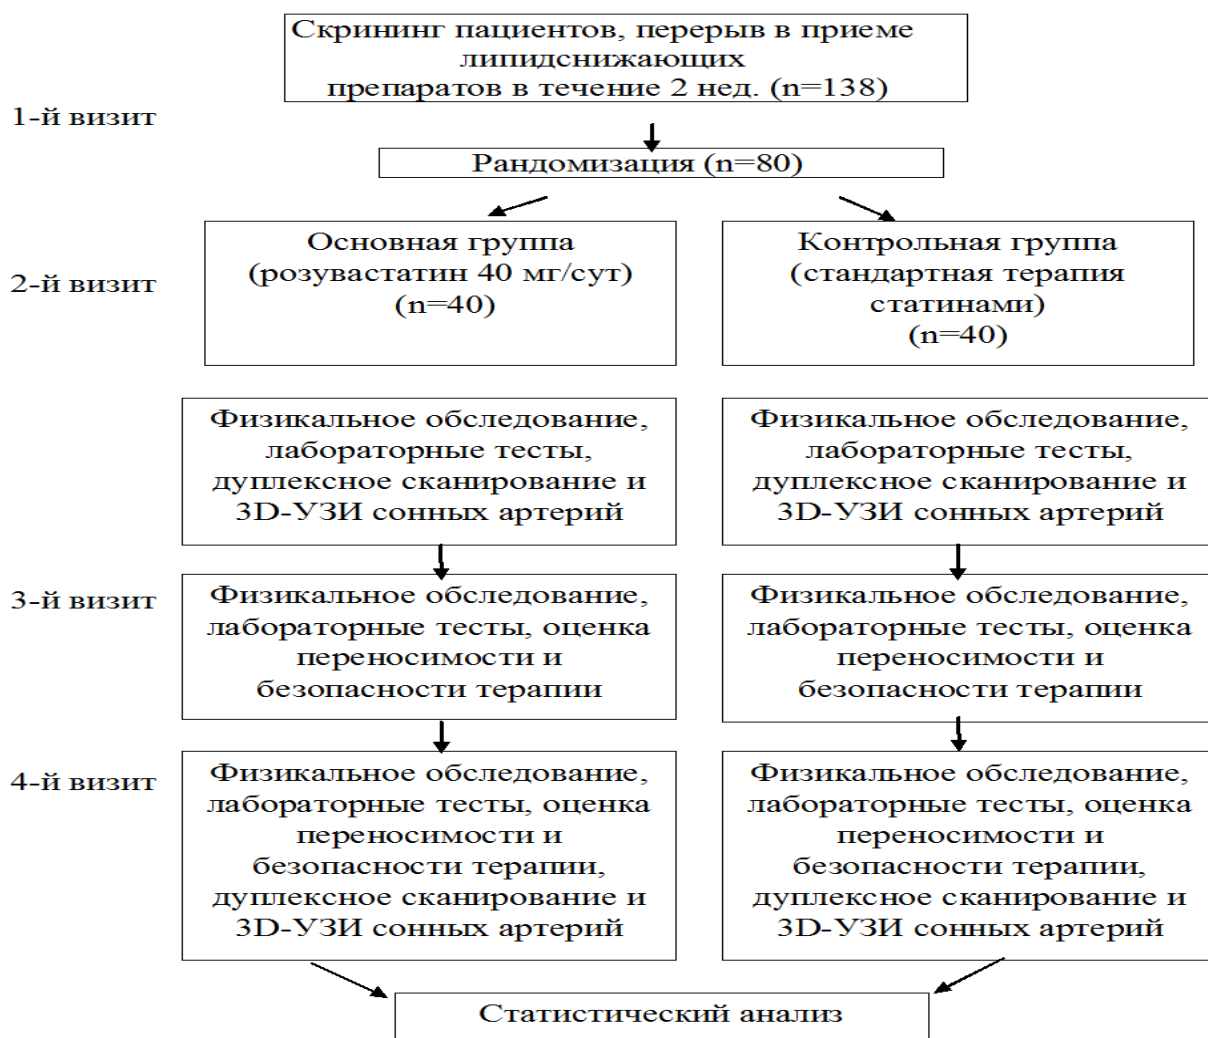 Скрининг пациентов, перерыв в приеме
липидснижающих
препаратов в течение 2 нед. (n=138)
1-й визит
Рандомизация (n=80)
2-й визит
Основная группа
(розувастатин 40 мг/сут)
(n=40)
Контрольная группа
(стандартная терапия
статинами)
(n=40)
Физикальное обследование,
лабораторные тесты,
дуплексное сканирование и
3D-УЗИ сонных артерий
Физикальное обследование,
лабораторные тесты,
дуплексное сканирование и
3D-УЗИ сонных артерий
3-й визит
Физикальное обследование,
лабораторные тесты, оценка
переносимости и
безопасности терапии
Физикальное обследование,
лабораторные тесты, оценка
переносимости и
безопасности терапии
4-й визит
Физикальное обследование,
лабораторные тесты, оценка
переносимости и
безопасности терапии,
дуплексное сканирование и
3D-УЗИ сонных артерий
Физикальное обследование,
лабораторные тесты, оценка
переносимости и
безопасности терапии,
дуплексное сканирование и
3D-УЗИ сонных артерий
Статистический анализ